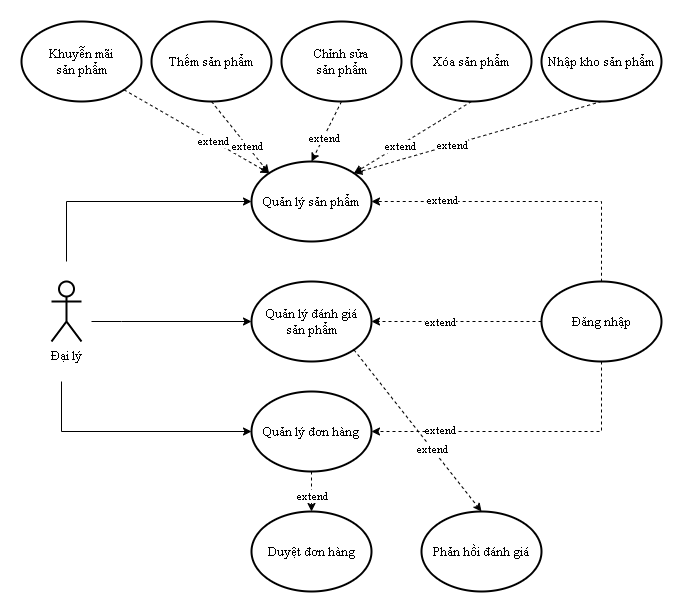 Khuyễn mãi
sản phẩm
Thếm sản phẩm
Chỉnh sửa
sản phẩm
Xóa sản phẩm
Nhập kho sản phẩm
extend
extend
extend
extend
extend
Quản lý sản phẩm
extend
Quản lý đánh giá
sản phẩm
extend
Đăng nhập
Đại lý
Quản lý đơn hàng
extend
extend
extend
Duyệt đơn hàng
Phản hồi đánh giá